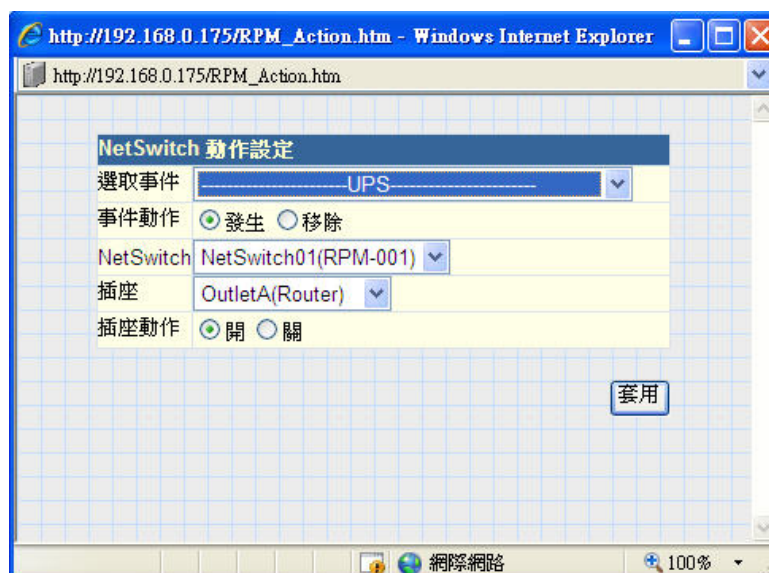 http://192.168.0.175/RPM_Action.htm - Windows Internet Explorer
http://192.168.0.175/RPM_Action.htm
NetSwitch 動作設定
選取事件 -----------------------UPS-----------------------
事件動作 發生 移除
NetSwitch NetSwitch01(RPM-001)
插座 OutletA(Router)
插座動作 開 關
套用
網際網路 100%